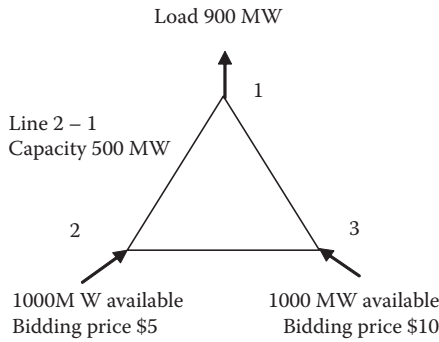 Load 900 MW
1
Line 2 – 1
Capacity 500 MW
2
3
1000M W available
Bidding price $5
1000 MW available
Bidding price $10